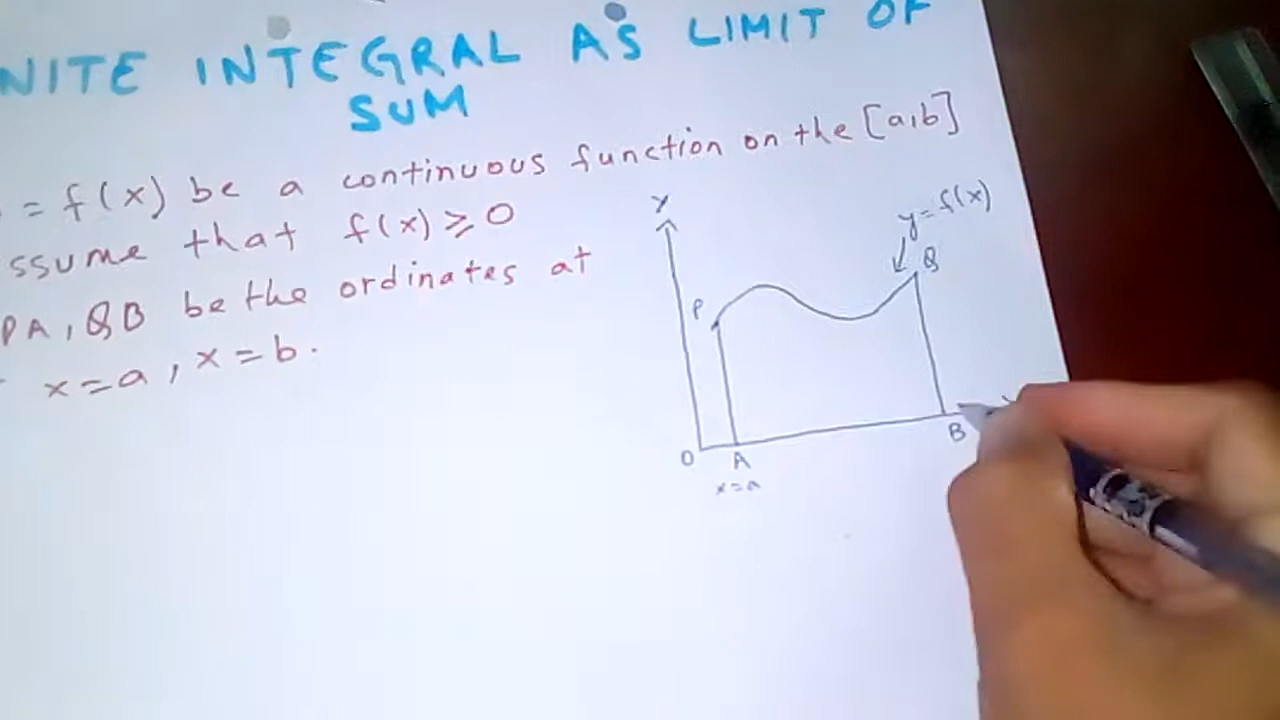 NITE INTEGRAL AS LIMIT OF
SUM
= f(x) be a continuous function on the [a,b]
ssume that f(x) ≥ 0
PA, QB be the ordinates at
x=a, x=b.
Y
y=f(x)
Q
P
O
A
B
x=a